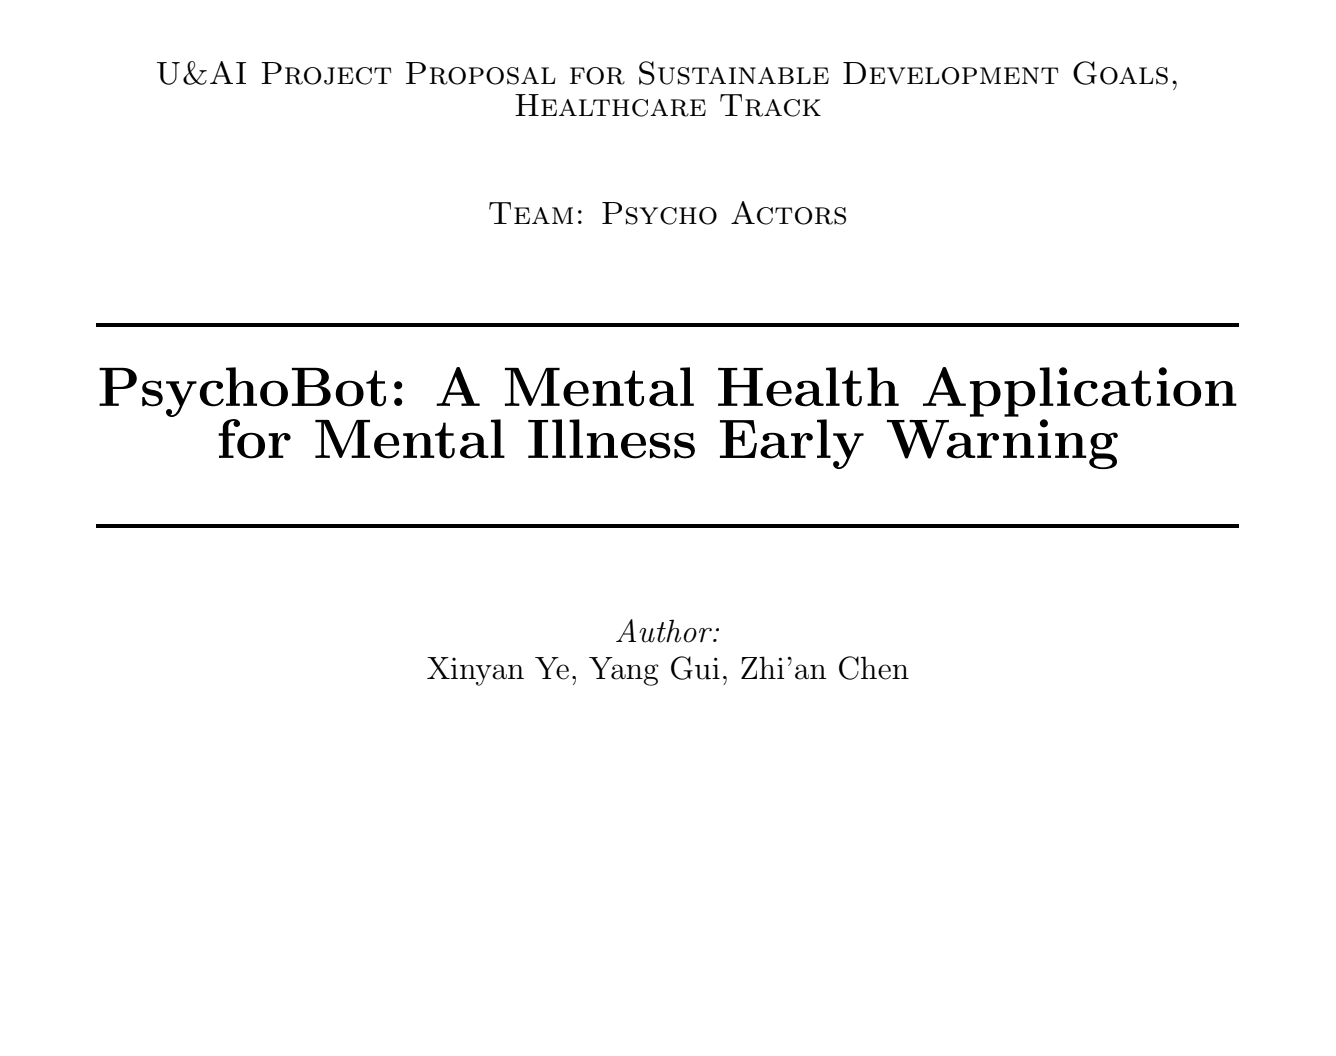 U&AI Project Proposal for Sustainable Development Goals,
Healthcare Track
Team: Psycho Actors
PsychoBot: A Mental Health Application
for Mental Illness Early Warning
Author:
Xinyan Ye, Yang Gui, Zhi'an Chen